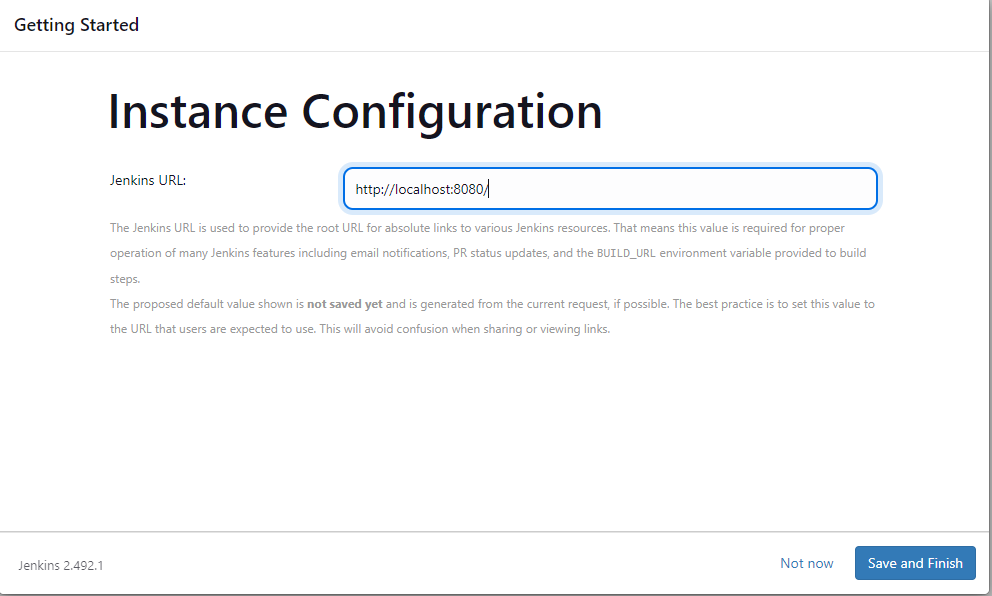 Getting Started
Instance Configuration
Jenkins URL:
http://localhost:8080/
The Jenkins URL is used to provide the root URL for absolute links to various Jenkins resources. That means this value is required for proper
operation of many Jenkins features including email notifications, PR status updates, and the BUILD_URL environment variable provided to build
steps.
The proposed default value shown is not saved yet and is generated from the current request, if possible. The best practice is to set this value to
the URL that users are expected to use. This will avoid confusion when sharing or viewing links.
Jenkins 2.492.1
Not now
Save and Finish